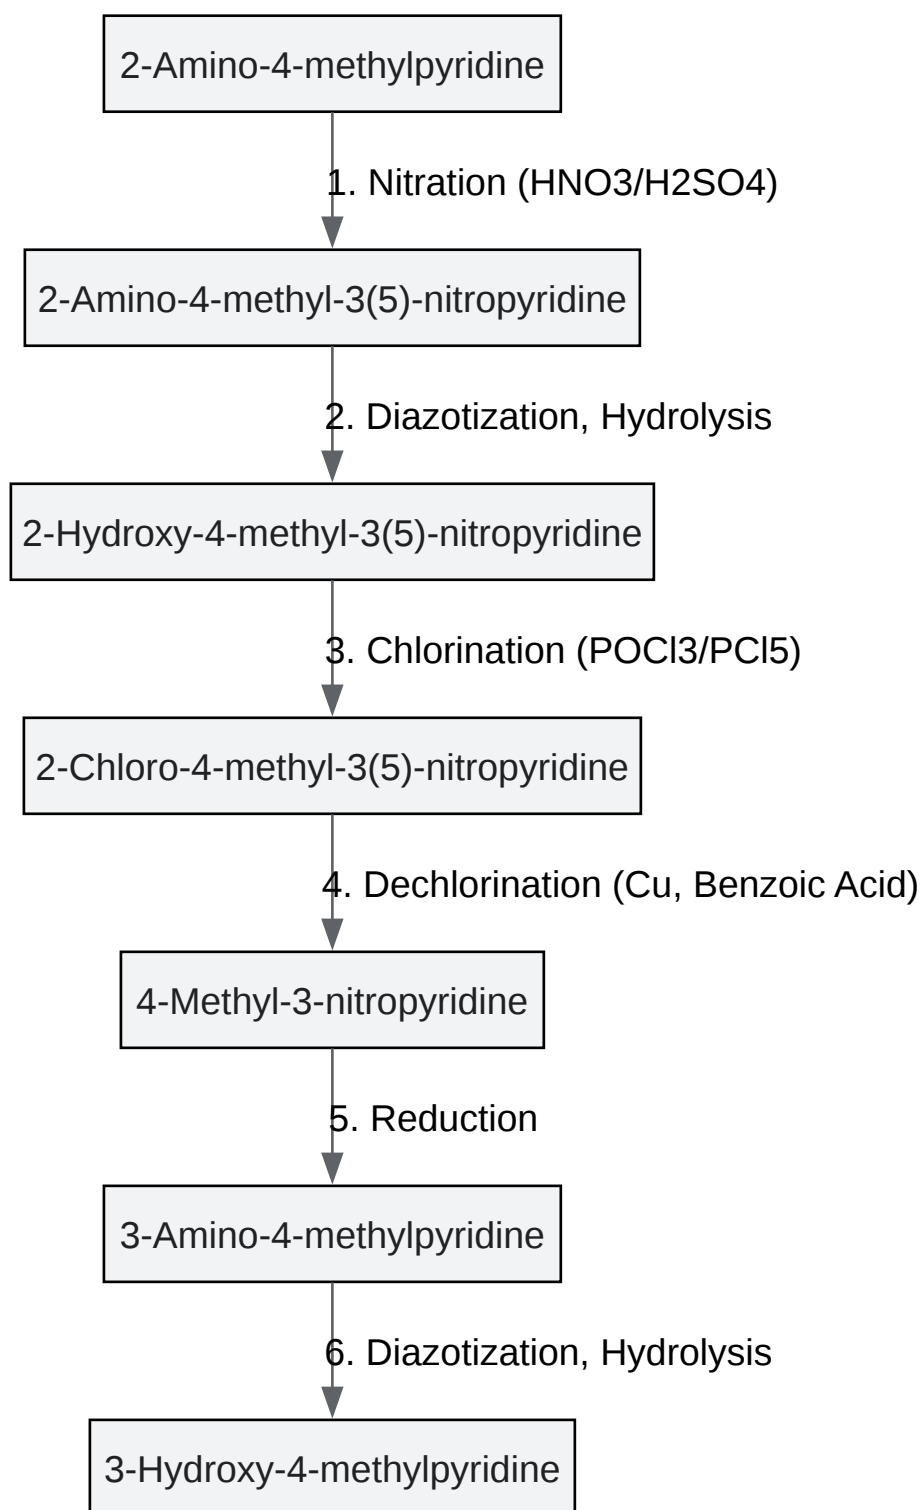 2-Amino-4-methylpyridine
1. Nitration (HNO3/H2SO4)
2-Amino-4-methyl-3(5)-nitropyridine
2. Diazotization, Hydrolysis
2-Hydroxy-4-methyl-3(5)-nitropyridine
3. Chlorination (POCl3/PCl5)
2-Chloro-4-methyl-3(5)-nitropyridine
4. Dechlorination (Cu, Benzoic Acid)
4-Methyl-3-nitropyridine
5. Reduction
3-Amino-4-methylpyridine
6. Diazotization, Hydrolysis
3-Hydroxy-4-methylpyridine